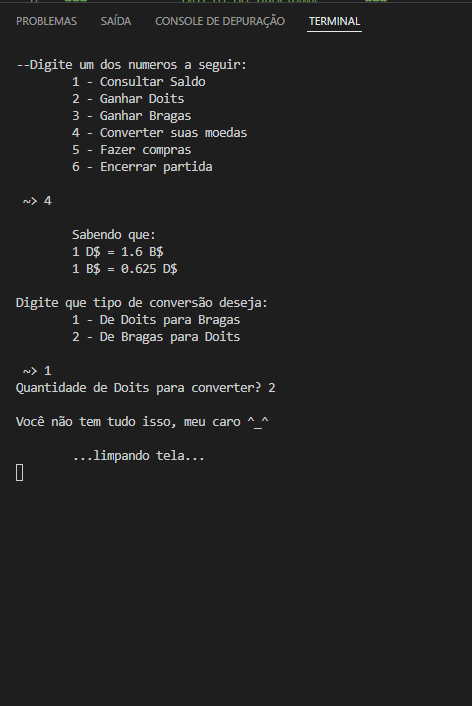 PROBLEMAS SAÍDA CONSOLE DE DEPURAÇÃO TERMINAL
--Digite um dos numeros a seguir:
1 - Consultar Saldo
2 - Ganhar Doits
3 - Ganhar Bragas
4 - Converter suas moedas
5 - Fazer compras
6 - Encerrar partida
~> 4
Sabendo que:
1 D$ = 1.6 B$
1 B$ = 0.625 D$
Digite que tipo de conversão deseja:
1 - De Doits para Bragas
2 - De Bragas para Doits
~> 1
Quantidade de Doits para converter? 2
Você não tem tudo isso, meu caro ^_^
...limpando tela...